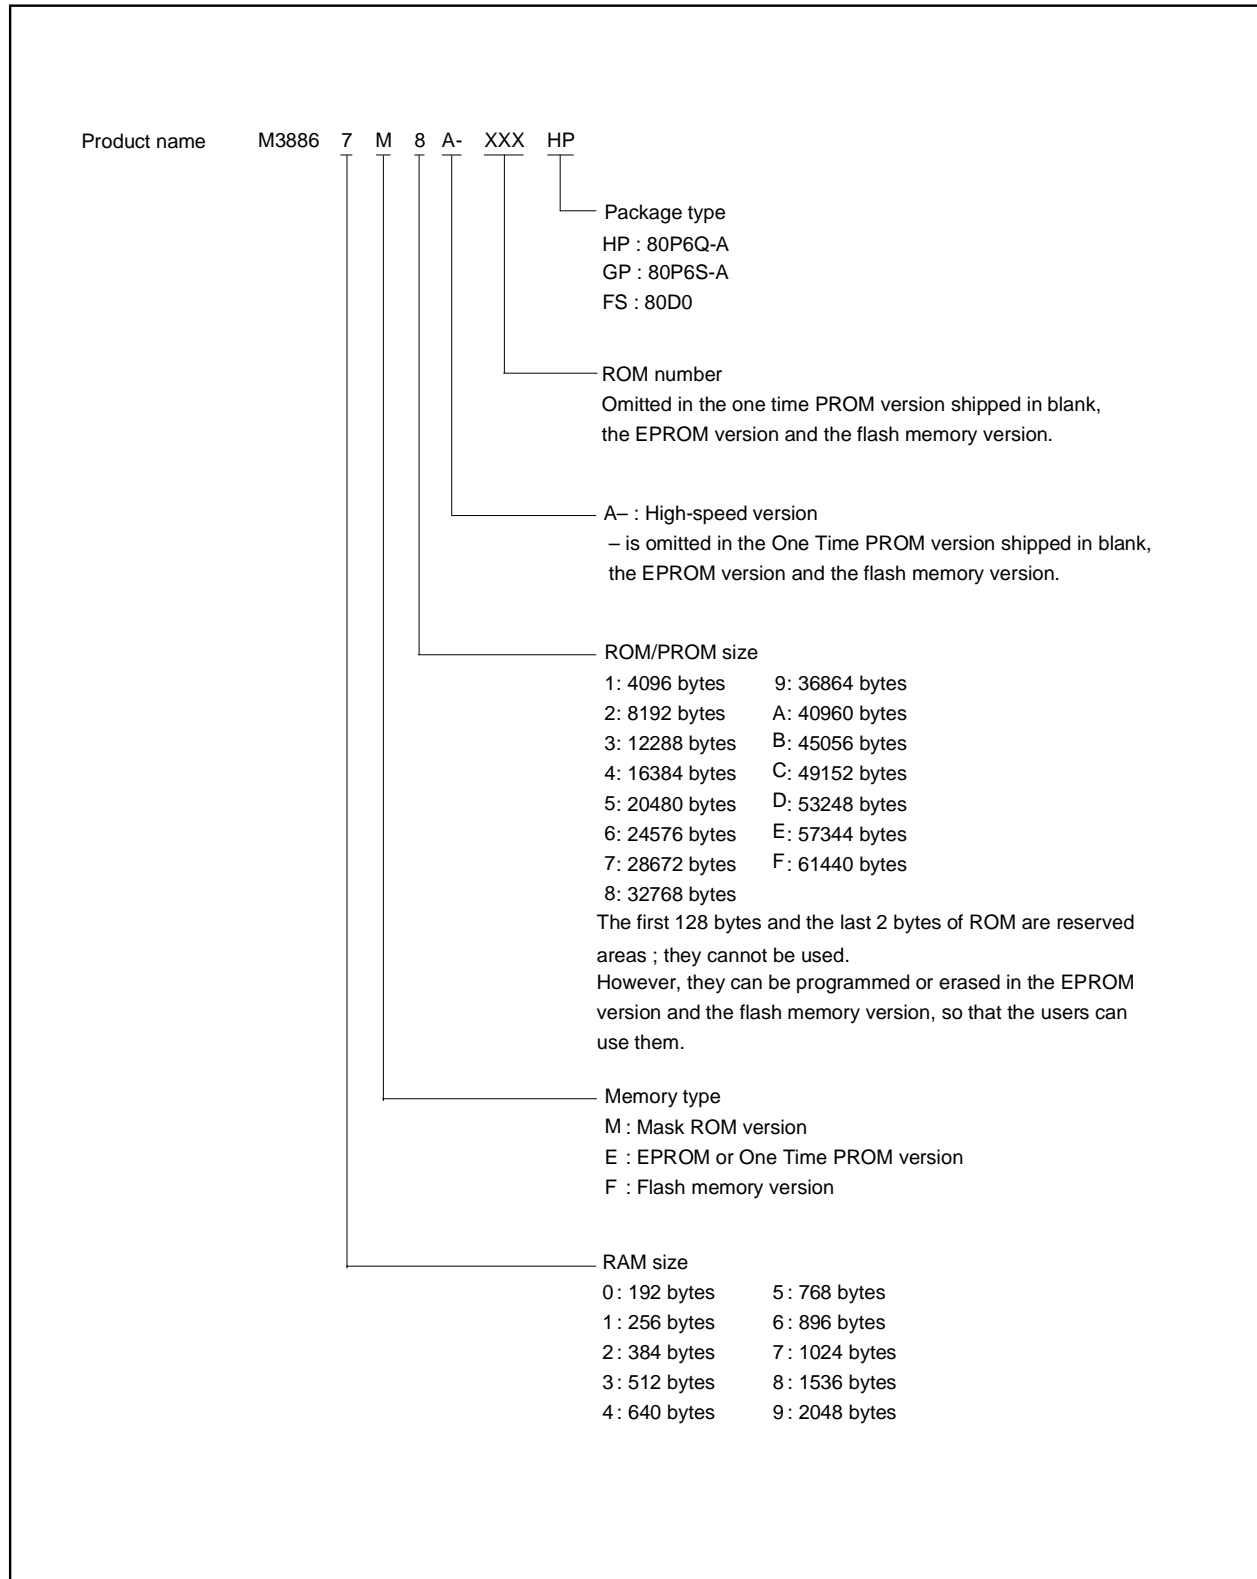 Product name M3886 7 M 8 A- XXX HP
Package type
HP : 80P6Q-A
GP : 80P6S-A
FS : 80D0
ROM number
Omitted in the one time PROM version shipped in blank,
the EPROM version and the flash memory version.
A– : High-speed version
– is omitted in the One Time PROM version shipped in blank,
the EPROM version and the flash memory version.
ROM/PROM size
1: 4096 bytes 9: 36864 bytes
2: 8192 bytes A: 40960 bytes
3: 12288 bytes B: 45056 bytes
4: 16384 bytes C: 49152 bytes
5: 20480 bytes D: 53248 bytes
6: 24576 bytes E: 57344 bytes
7: 28672 bytes F: 61440 bytes
8: 32768 bytes
The first 128 bytes and the last 2 bytes of ROM are reserved
areas ; they cannot be used.
However, they can be programmed or erased in the EPROM
version and the flash memory version, so that the users can
use them.
Memory type
M : Mask ROM version
E : EPROM or One Time PROM version
F : Flash memory version
RAM size
0 : 192 bytes 5 : 768 bytes
1 : 256 bytes 6 : 896 bytes
2 : 384 bytes 7 : 1024 bytes
3 : 512 bytes 8 : 1536 bytes
4 : 640 bytes 9 : 2048 bytes